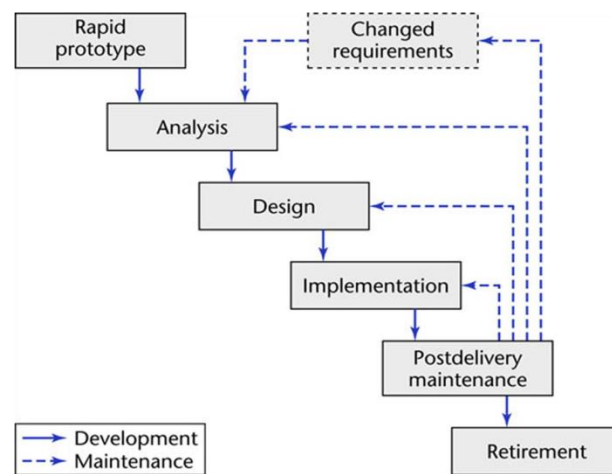 Rapid
prototype
Changed
requirements
Analysis
Design
Implementation
Postdelivery
maintenance
Development
Maintenance
Retirement